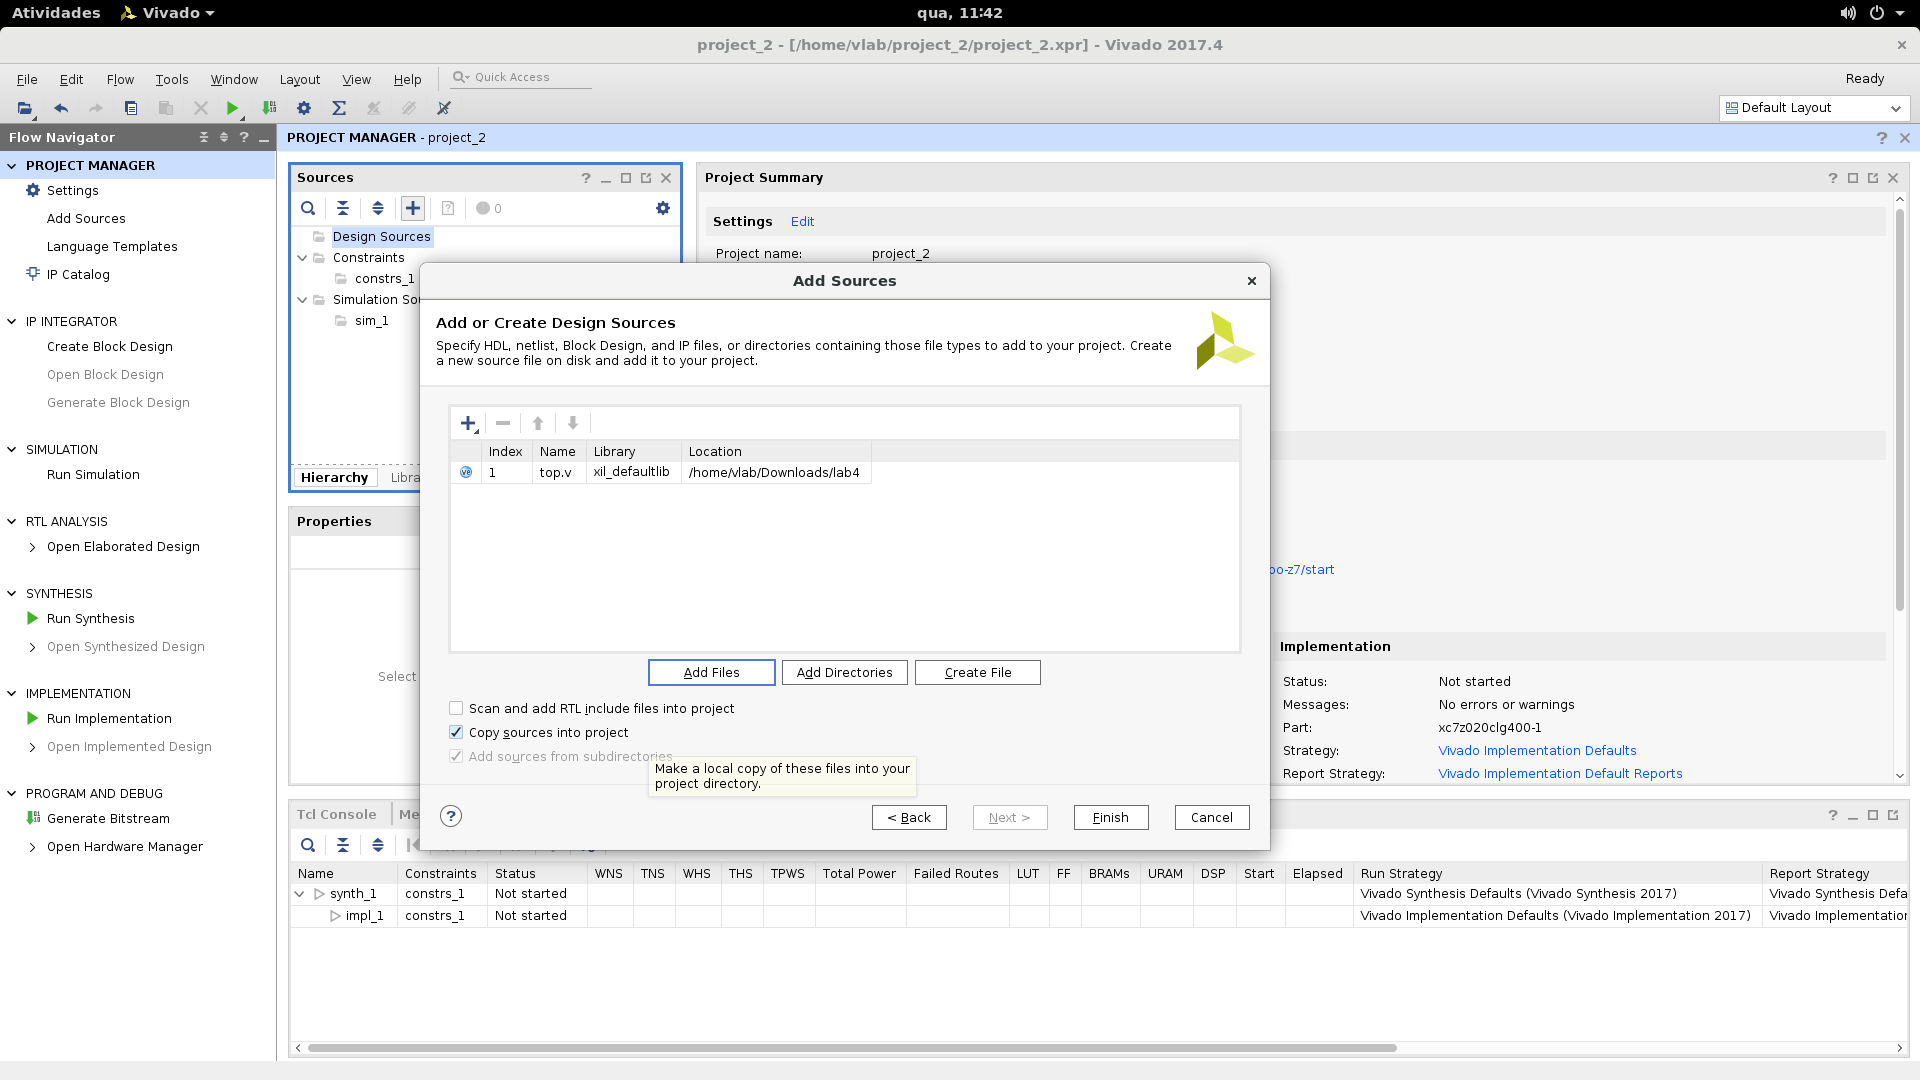 Atividades
Vivado
qua, 11:42
project_2 - [/home/vlab/project_2/project_2.xpr] - Vivado 2017.4
File Edit Flow Tools Window Layout View Help
Quick Access
Ready
Default Layout
Flow Navigator
PROJECT MANAGER
Settings
Add Sources
Language Templates
IP Catalog
IP INTEGRATOR
Create Block Design
Open Block Design
Generate Block Design
SIMULATION
Run Simulation
RTL ANALYSIS
Open Elaborated Design
SYNTHESIS
Run Synthesis
Open Synthesized Design
IMPLEMENTATION
Run Implementation
Open Implemented Design
PROGRAM AND DEBUG
Generate Bitstream
Open Hardware Manager
PROJECT MANAGER - project_2
Sources
0
Design Sources
Constraints
constrs_1
Simulation So
sim_1
Hierarchy Libra
Properties
Select
Project Summary
Settings Edit
Project name: project_2
oo-z7/start
Implementation
Status: Not started
Messages: No errors or warnings
Part: xc7z020clg400-1
Strategy: Vivado Implementation Defaults
Report Strategy: Vivado Implementation Default Reports
Add Sources
Add or Create Design Sources
Specify HDL, netlist, Block Design, and IP files, or directories containing those file types to add to your project. Create
a new source file on disk and add it to your project.
Index Name Library Location
1 top.v xil_defaultlib /home/vlab/Downloads/lab4
Add Files Add Directories Create File
Scan and add RTL include files into project
Copy sources into project
Add sources from subdirectories
Make a local copy of these files into your
project directory.
? < Back Next > Finish Cancel
Tcl Console Me
Name Constraints Status WNS TNS WHS THS TPWS Total Power Failed Routes LUT FF BRAMs URAM DSP Start Elapsed Run Strategy Report Strategy
synth_1 constrs_1 Not started Vivado Synthesis Defaults (Vivado Synthesis 2017) Vivado Synthesis Defa
impl_1 constrs_1 Not started Vivado Implementation Defaults (Vivado Implementation 2017) Vivado Implementation